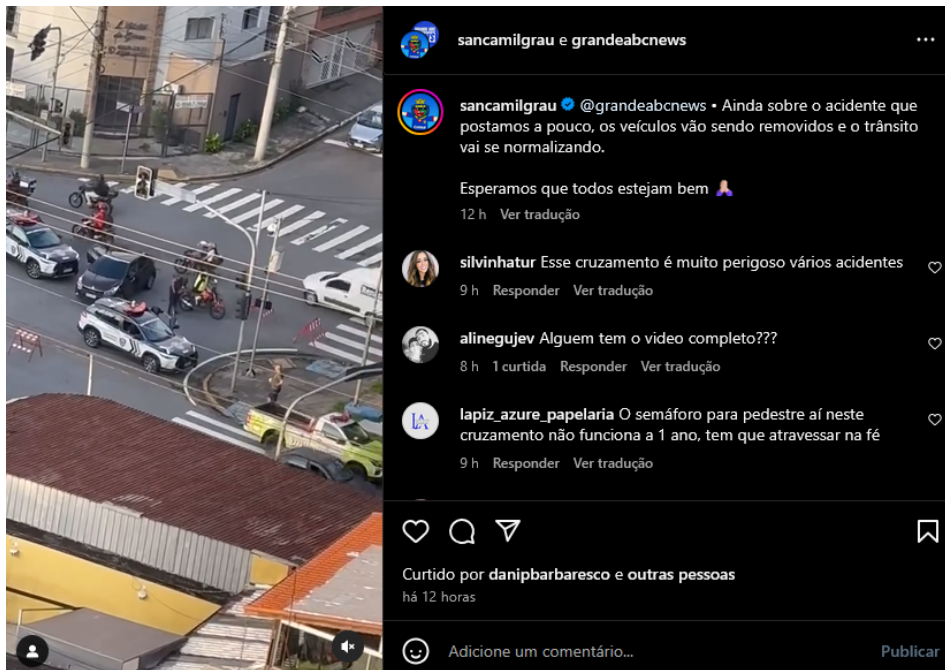 sancamilgrau e grandeabcnews
sancamilgrau @grandeabcnews • Ainda sobre o acidente que
postamos a pouco, os veículos vão sendo removidos e o trânsito
vai se normalizando.
Esperamos que todos estejam bem 🙏🏼
12 h Ver tradução
silvinhatur Esse cruzamento é muito perigoso vários acidentes
9 h Responder Ver tradução
alinegujev Alguem tem o video completo???
8 h 1 curtida Responder Ver tradução
LA
lapiz_azure_papelaria O semáforo para pedestre aí neste
cruzamento não funciona a 1 ano, tem que atravessar na fé
9 h Responder Ver tradução
Curtido por danipbarbaresco e outras pessoas
há 12 horas
Adicione um comentário...
Publicar